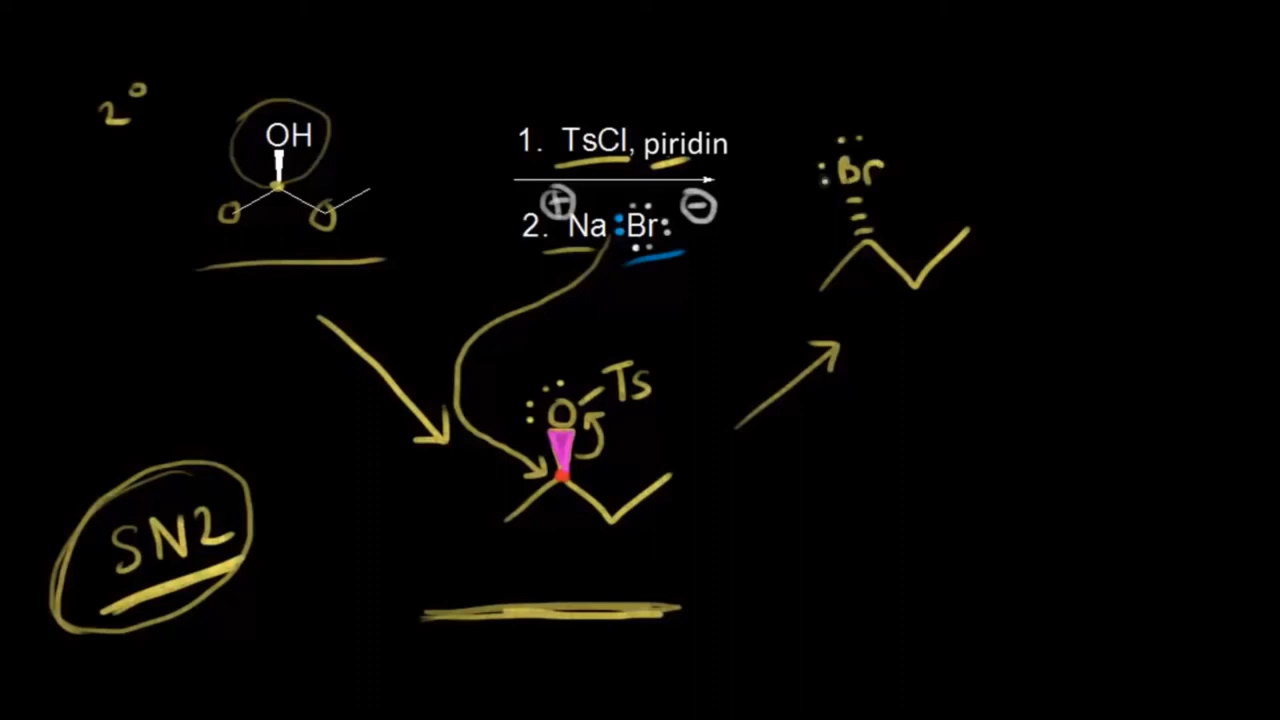 2°
OH
1. TsCl, piridin
2. Na Br
+
−
Br
O-Ts
SN2